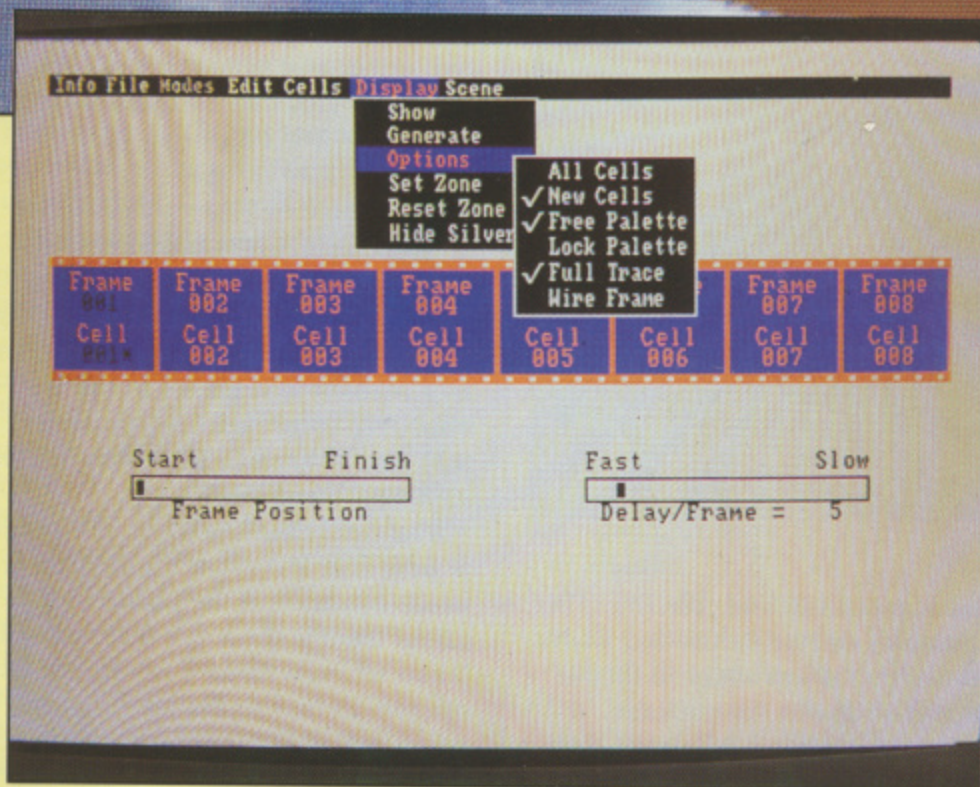 Info File Modes Edit Cells Display Scene
Show
Generate
Options
Set Zone
Reset Zone
Hide Silver
All Cells
✓ New Cells
✓ Free Palette
Lock Palette
✓ Full Trace
Wire Frame
Frame Frame Frame Frame Frame Frame
001 002 003 004 007 008
Cell Cell Cell Cell Cell Cell Cell Cell
001* 002 003 004 005 006 007 008
Start Finish
Frame Position
Fast Slow
Delay/Frame = 5